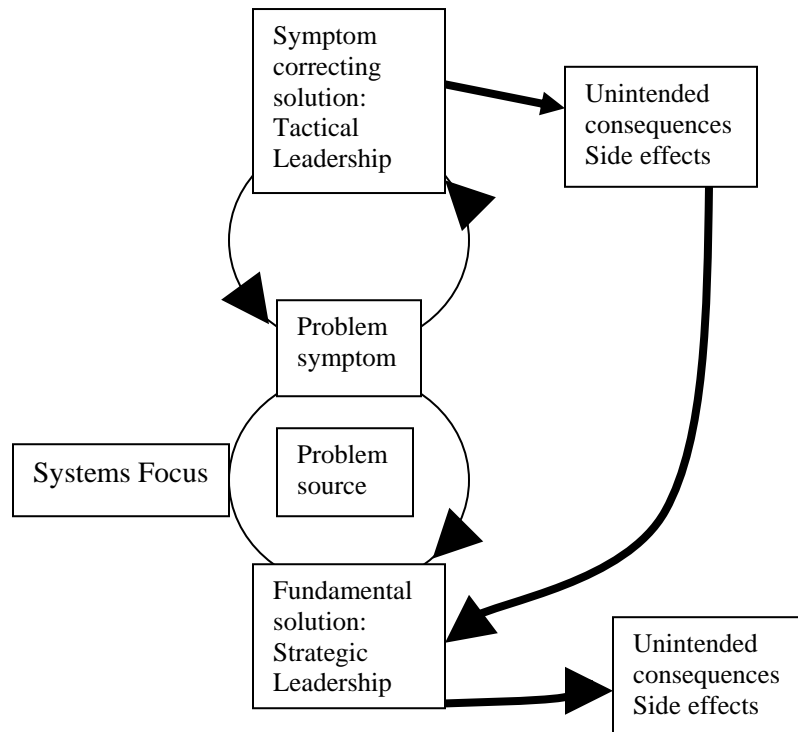 Symptom
correcting
solution:
Tactical
Leadership
Unintended
consequences
Side effects
Problem
symptom
Systems Focus
Problem
source
Fundamental
solution:
Strategic
Leadership
Unintended
consequences
Side effects